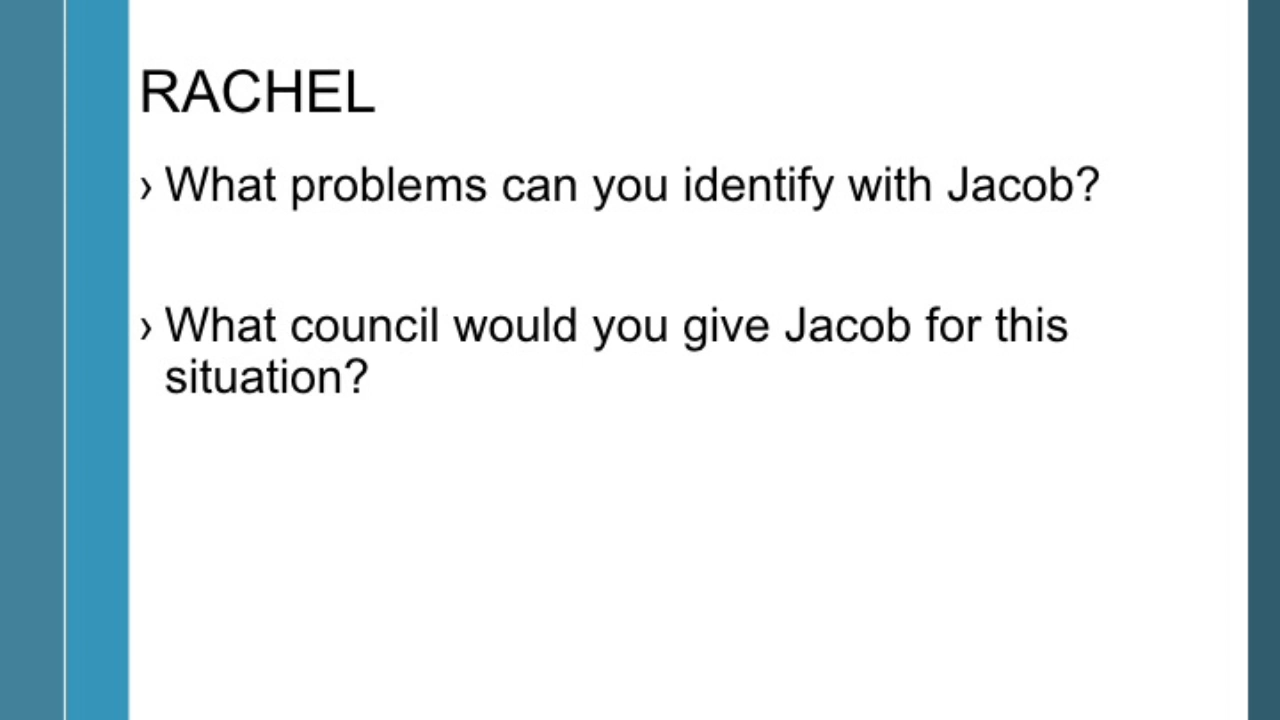 RACHEL
› What problems can you identify with Jacob?
› What council would you give Jacob for this
situation?